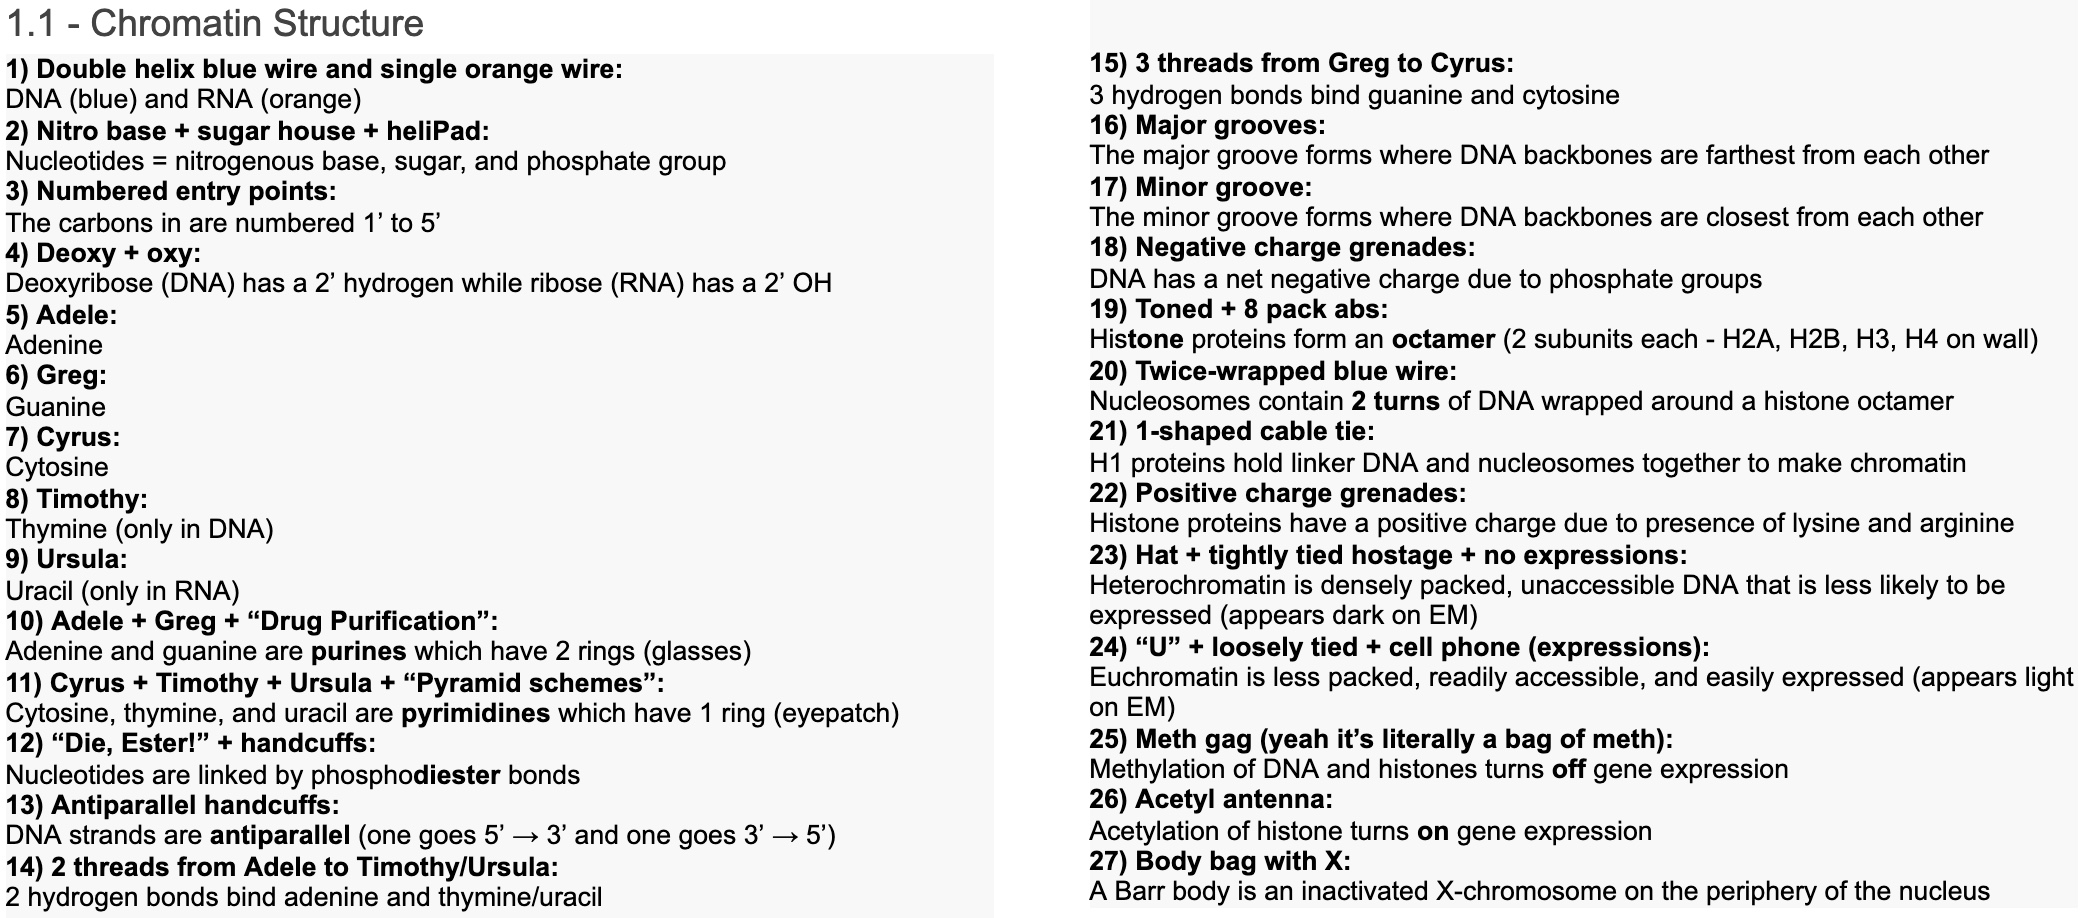 1.1 - Chromatin Structure
1) Double helix blue wire and single orange wire:
DNA (blue) and RNA (orange)
2) Nitro base + sugar house + heliPad:
Nucleotides = nitrogenous base, sugar, and phosphate group
3) Numbered entry points:
The carbons in are numbered 1’ to 5’
4) Deoxy + oxy:
Deoxyribose (DNA) has a 2’ hydrogen while ribose (RNA) has a 2’ OH
5) Adele:
Adenine
6) Greg:
Guanine
7) Cyrus:
Cytosine
8) Timothy:
Thymine (only in DNA)
9) Ursula:
Uracil (only in RNA)
10) Adele + Greg + “Drug Purification”:
Adenine and guanine are purines which have 2 rings (glasses)
11) Cyrus + Timothy + Ursula + “Pyramid schemes”:
Cytosine, thymine, and uracil are pyrimidines which have 1 ring (eyepatch)
12) “Die, Ester!” + handcuffs:
Nucleotides are linked by phosphodiester bonds
13) Antiparallel handcuffs:
DNA strands are antiparallel (one goes 5’ → 3’ and one goes 3’ → 5’)
14) 2 threads from Adele to Timothy/Ursula:
2 hydrogen bonds bind adenine and thymine/uracil
15) 3 threads from Greg to Cyrus:
3 hydrogen bonds bind guanine and cytosine
16) Major grooves:
The major groove forms where DNA backbones are farthest from each other
17) Minor groove:
The minor groove forms where DNA backbones are closest from each other
18) Negative charge grenades:
DNA has a net negative charge due to phosphate groups
19) Toned + 8 pack abs:
Histone proteins form an octamer (2 subunits each - H2A, H2B, H3, H4 on wall)
20) Twice-wrapped blue wire:
Nucleosomes contain 2 turns of DNA wrapped around a histone octamer
21) 1-shaped cable tie:
H1 proteins hold linker DNA and nucleosomes together to make chromatin
22) Positive charge grenades:
Histone proteins have a positive charge due to presence of lysine and arginine
23) Hat + tightly tied hostage + no expressions:
Heterochromatin is densely packed, unaccessible DNA that is less likely to be
expressed (appears dark on EM)
24) “U” + loosely tied + cell phone (expressions):
Euchromatin is less packed, readily accessible, and easily expressed (appears light
on EM)
25) Meth gag (yeah it’s literally a bag of meth):
Methylation of DNA and histones turns off gene expression
26) Acetyl antenna:
Acetylation of histone turns on gene expression
27) Body bag with X:
A Barr body is an inactivated X-chromosome on the periphery of the nucleus